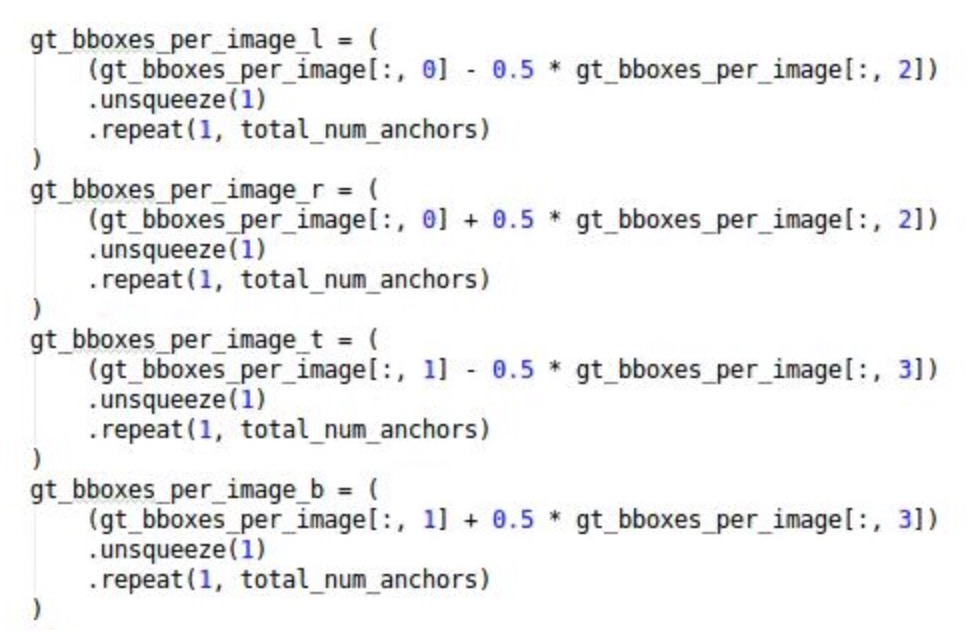 gt_bboxes_per_image_l = (
    (gt_bboxes_per_image[:, 0] - 0.5 * gt_bboxes_per_image[:, 2])
    .unsqueeze(1)
    .repeat(1, total_num_anchors)
)
gt_bboxes_per_image_r = (
    (gt_bboxes_per_image[:, 0] + 0.5 * gt_bboxes_per_image[:, 2])
    .unsqueeze(1)
    .repeat(1, total_num_anchors)
)
gt_bboxes_per_image_t = (
    (gt_bboxes_per_image[:, 1] - 0.5 * gt_bboxes_per_image[:, 3])
    .unsqueeze(1)
    .repeat(1, total_num_anchors)
)
gt_bboxes_per_image_b = (
    (gt_bboxes_per_image[:, 1] + 0.5 * gt_bboxes_per_image[:, 3])
    .unsqueeze(1)
    .repeat(1, total_num_anchors)
)